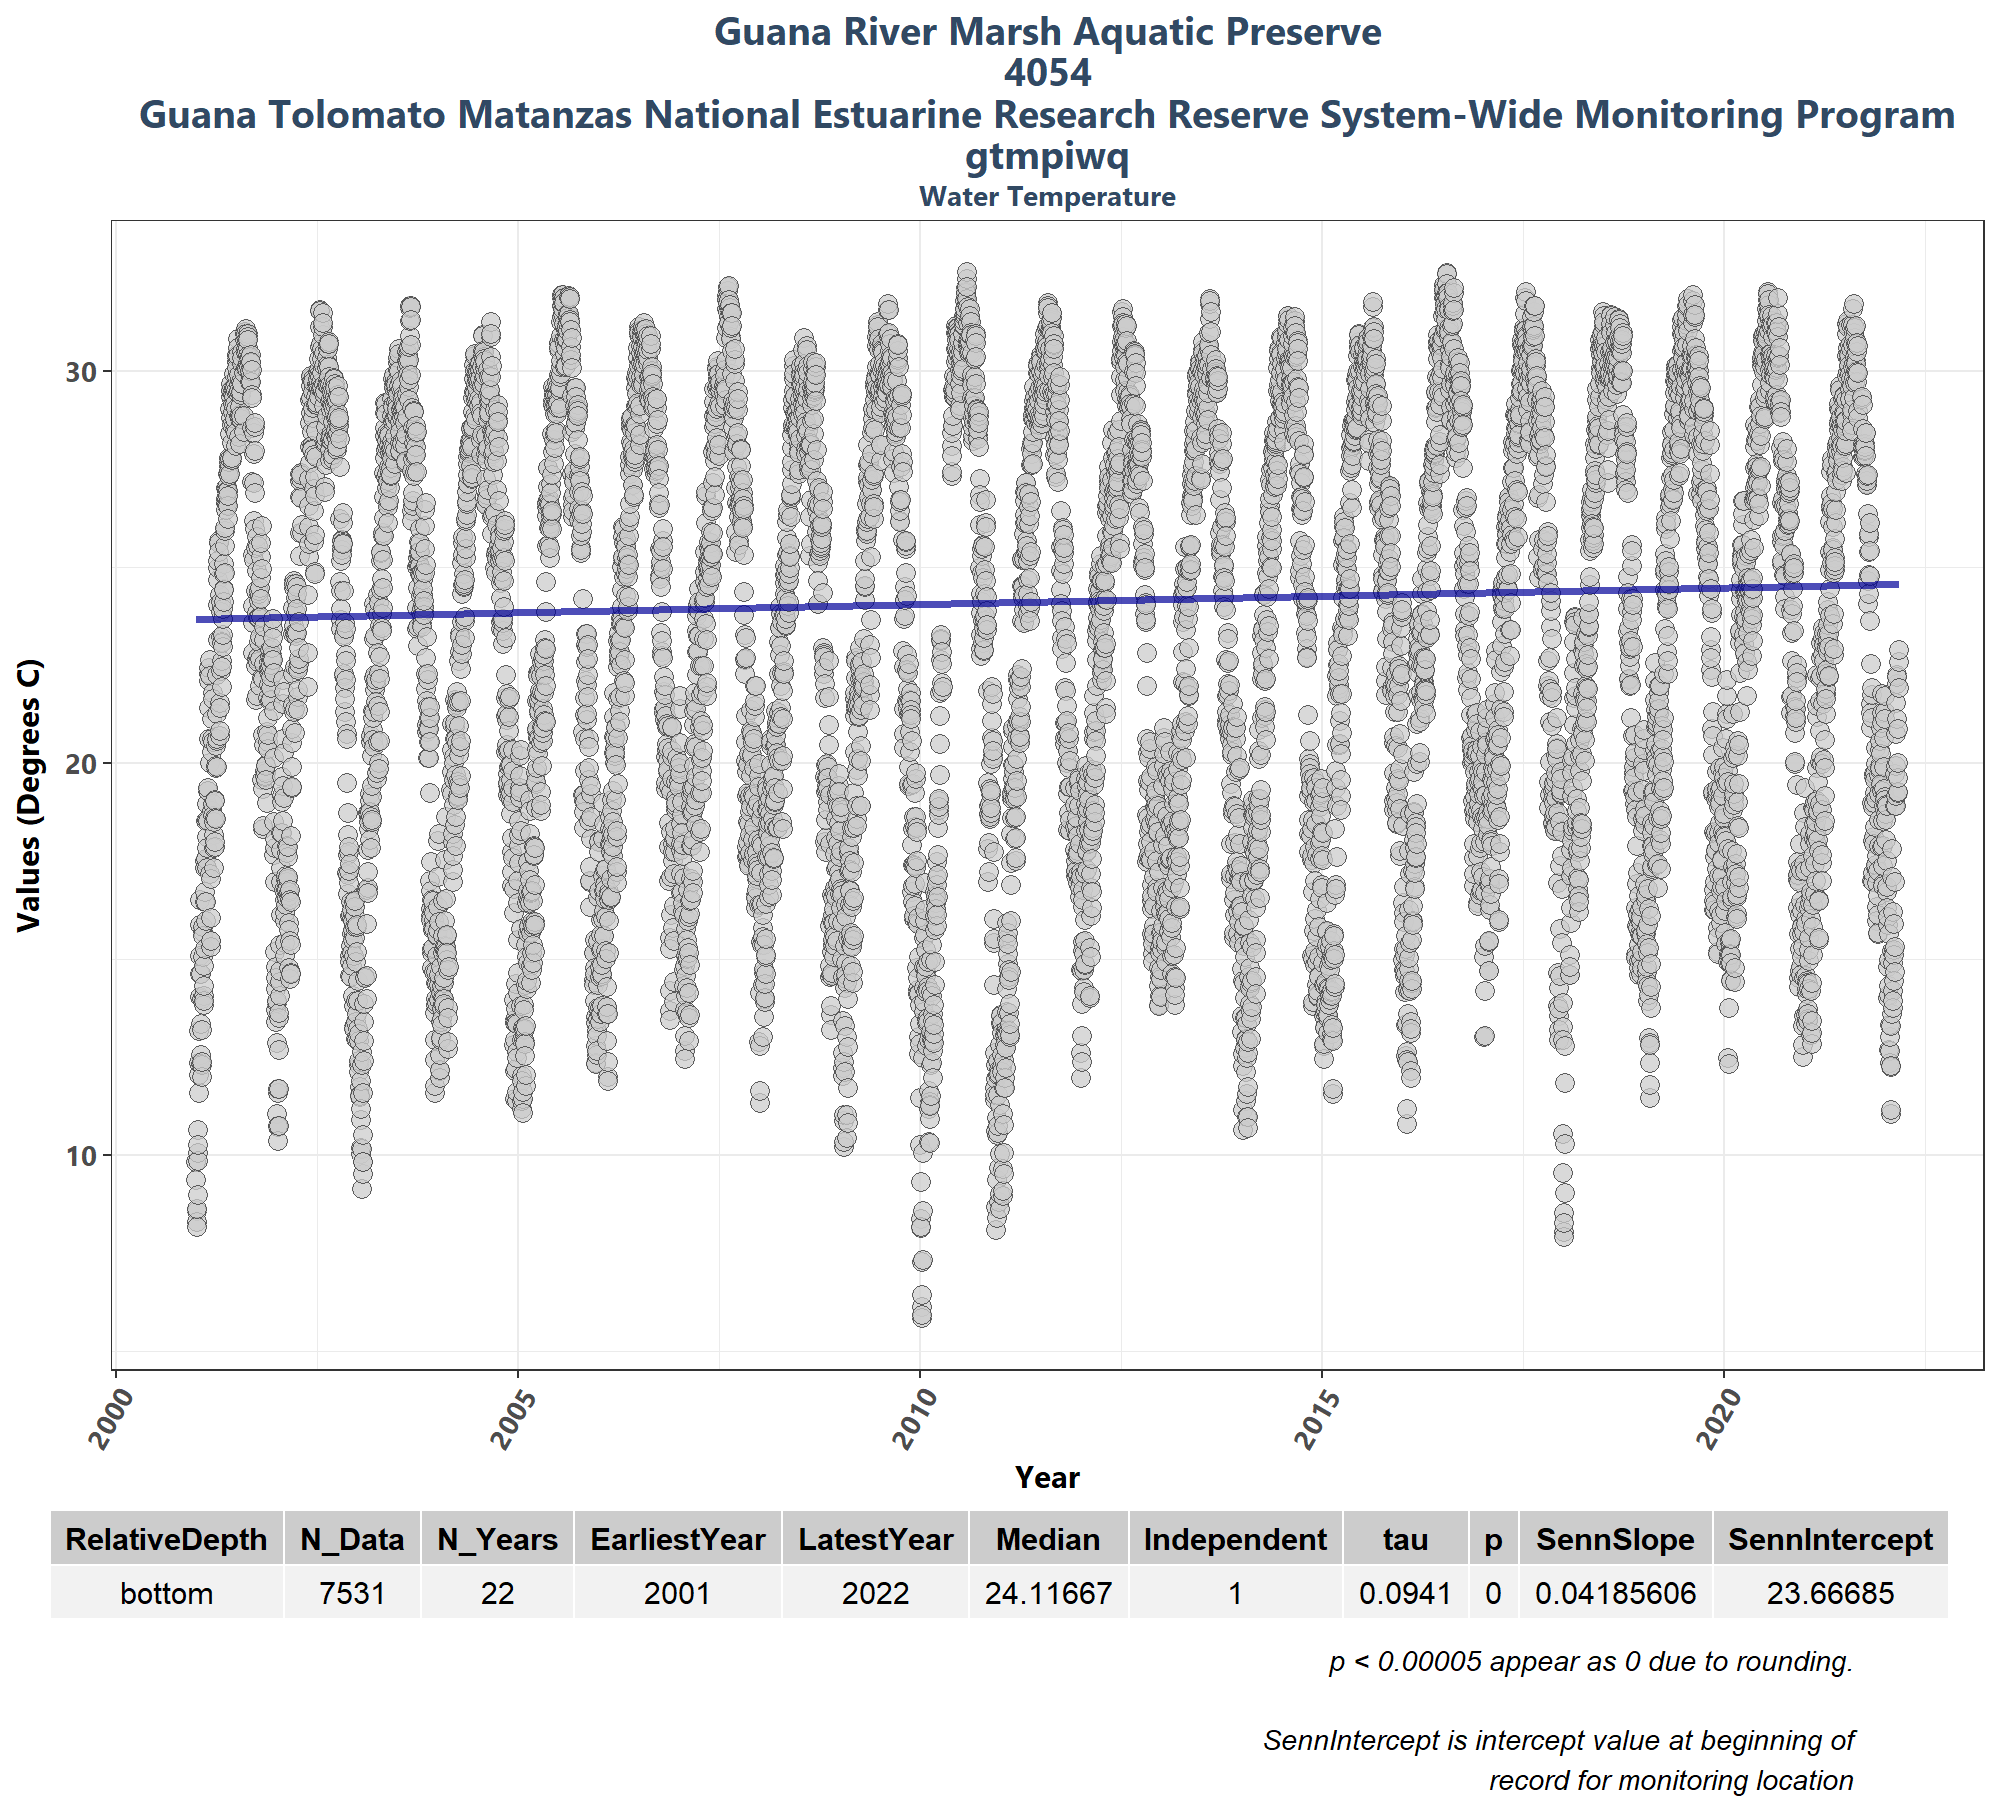 Guana River Marsh Aquatic Preserve
4054
Guana Tolomato Matanzas National Estuarine Research Reserve System-Wide Monitoring Program
gtmpiwq
Water Temperature
Values (Degrees C)
30
20
10
2000 2005 2010 2015 2020
Year
RelativeDepth N_Data N_Years EarliestYear LatestYear Median Independent tau p SennSlope SennIntercept
bottom 7531 22 2001 2022 24.11667 1 0.0941 0 0.04185606 23.66685
p < 0.00005 appear as 0 due to rounding.
SennIntercept is intercept value at beginning of
record for monitoring location